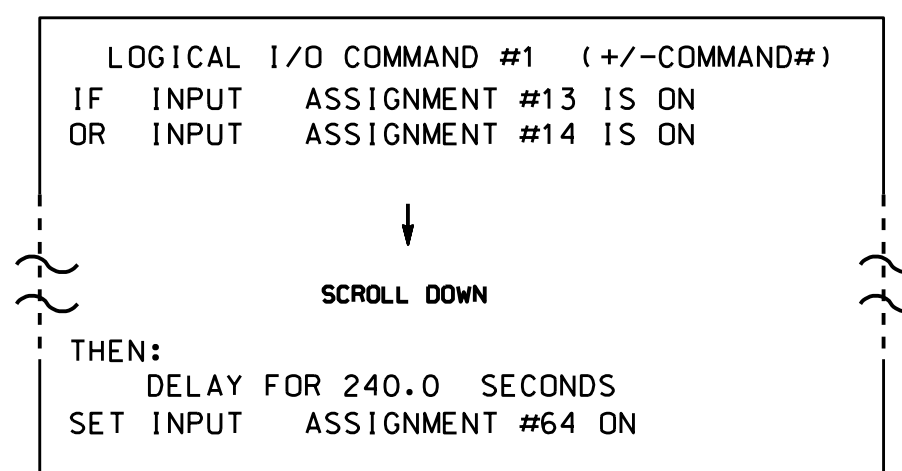 LOGICAL I/O COMMAND #1 (+/-COMMAND#)
IF INPUT ASSIGNMENT #13 IS ON
OR INPUT ASSIGNMENT #14 IS ON
SCROLL DOWN
THEN:
DELAY FOR 240.0 SECONDS
SET INPUT ASSIGNMENT #64 ON